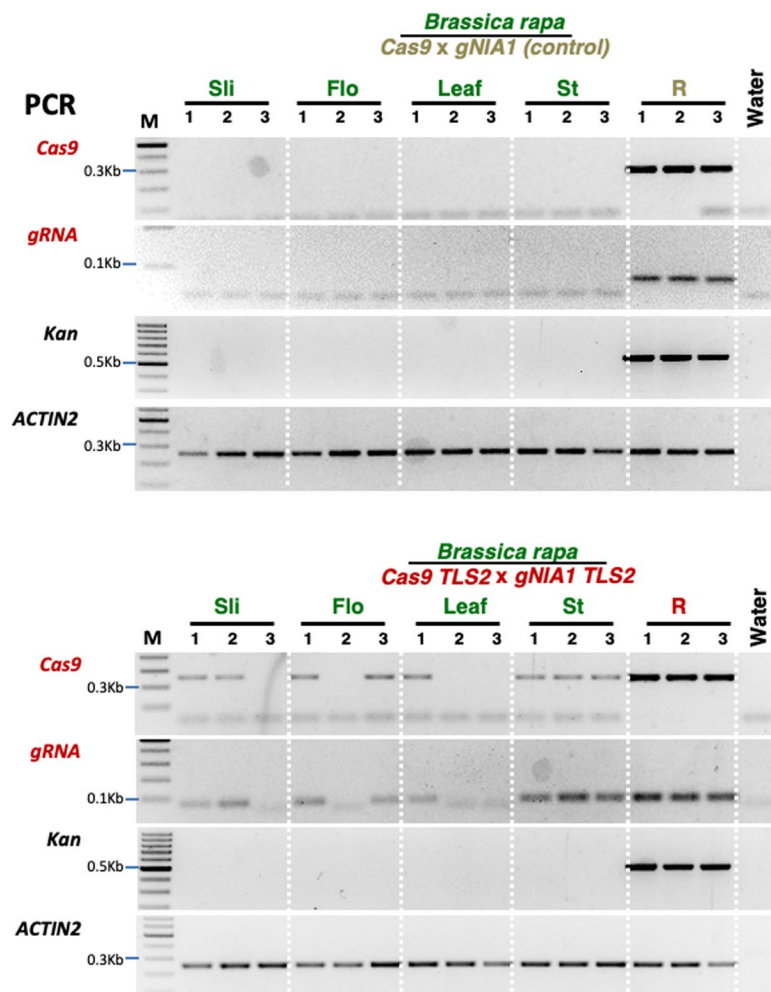 Brassica rapa
Cas9 x gNIA1 (control)
Sli Flo Leaf St R Water
PCR M 1 2 3 1 2 3 1 2 3 1 2 3 1 2 3
Cas9
0.3Kb
gRNA
0.1Kb
Kan
0.5Kb
ACTIN2
0.3Kb
Brassica rapa
Cas9 TLS2 x gNIA1 TLS2
Sli Flo Leaf St R Water
M 1 2 3 1 2 3 1 2 3 1 2 3 1 2 3
Cas9
0.3Kb
gRNA
0.1Kb
Kan
0.5Kb
ACTIN2
0.3Kb